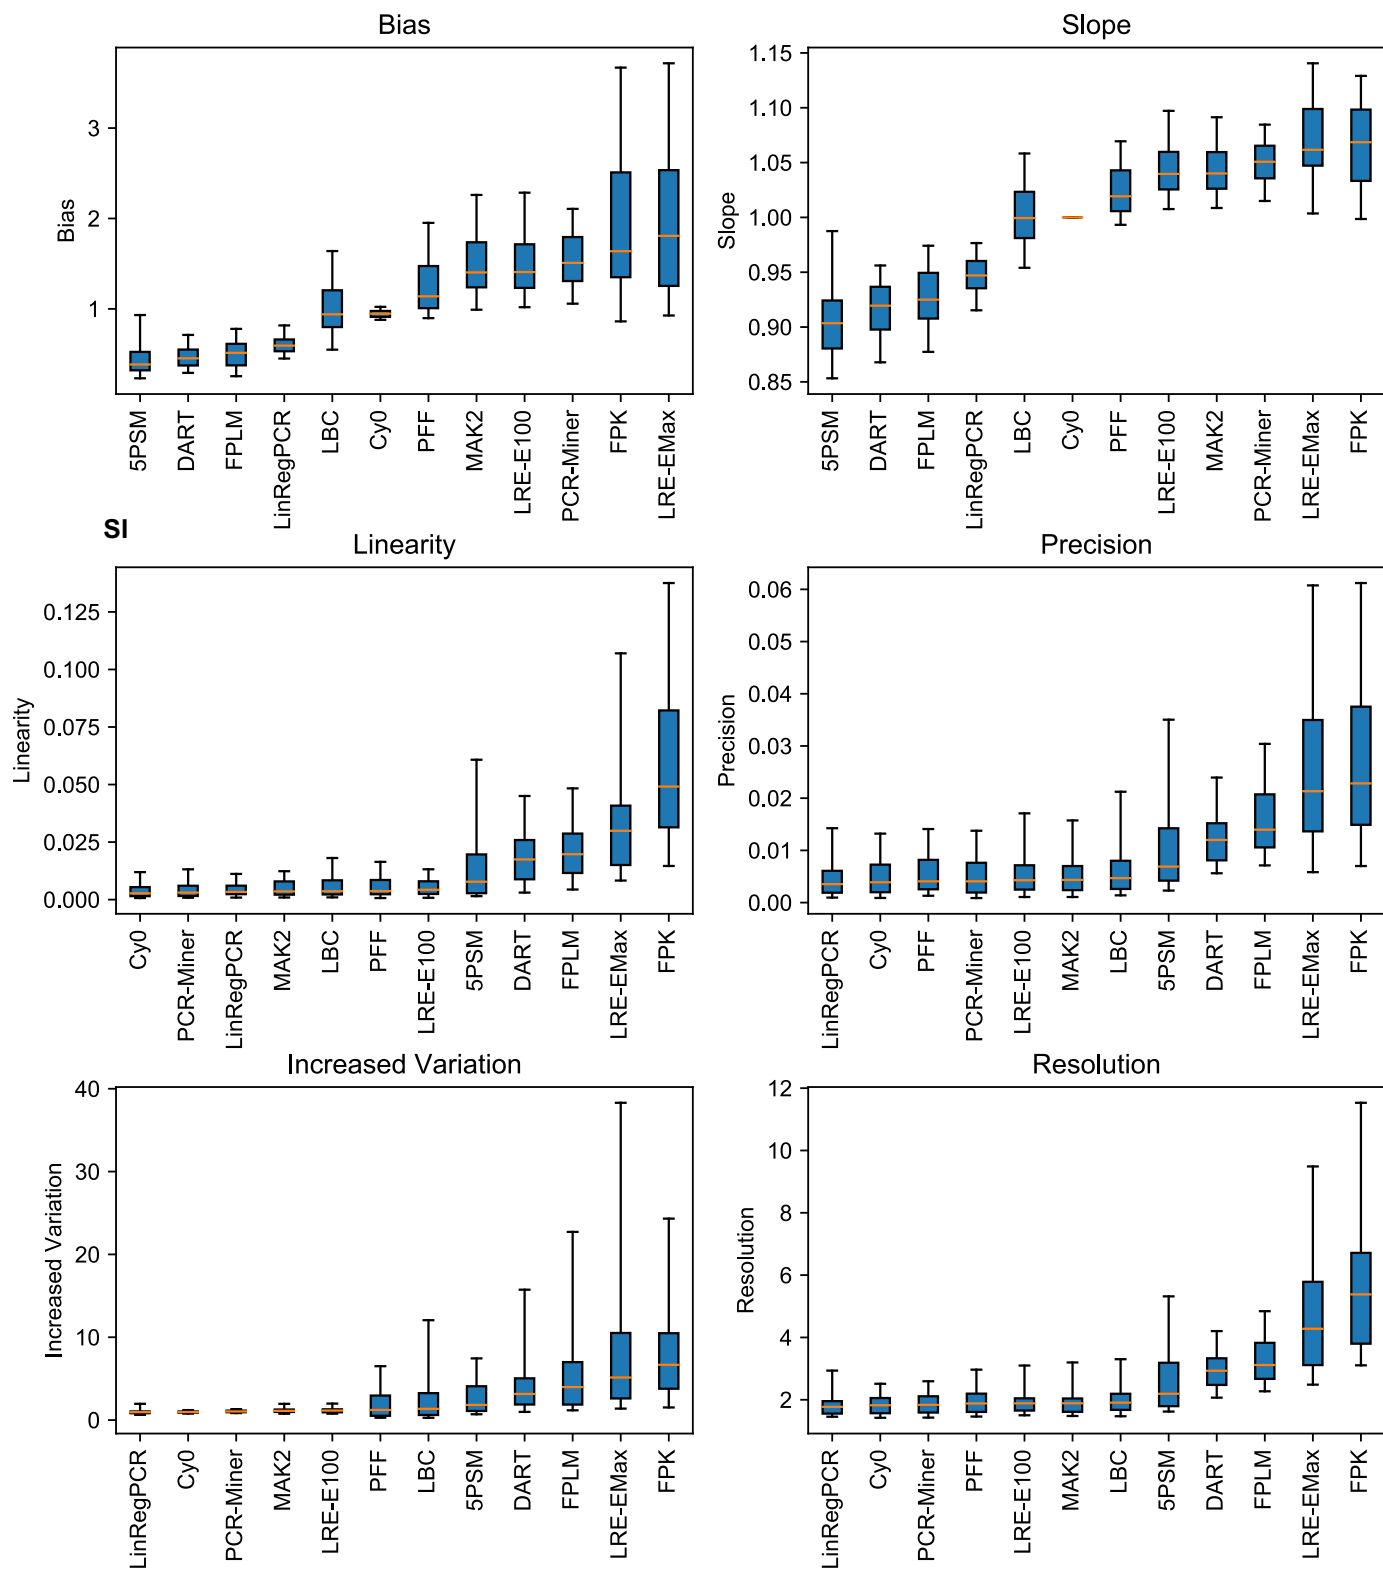 Bias
Slope
Bias
3
2
1
5PSM
DART
FPLM
LinRegPCR
LBC
Cy0
PFF
MAK2
LRE-E100
PCR-Miner
FPK
LRE-EMax
Slope
1.15
1.10
1.05
1.00
0.95
0.90
0.85
5PSM
DART
FPLM
LinRegPCR
LBC
Cy0
PFF
LRE-E100
MAK2
PCR-Miner
LRE-EMax
FPK
SI
Linearity
Precision
Linearity
0.125
0.100
0.075
0.050
0.025
0.000
Cy0
PCR-Miner
LinRegPCR
MAK2
LBC
PFF
LRE-E100
5PSM
DART
FPLM
LRE-EMax
FPK
Precision
0.06
0.05
0.04
0.03
0.02
0.01
0.00
LinRegPCR
Cy0
PFF
PCR-Miner
LRE-E100
MAK2
LBC
5PSM
DART
FPLM
LRE-EMax
FPK
Increased Variation
Resolution
Increased Variation
40
30
20
10
0
LinRegPCR
Cy0
PCR-Miner
MAK2
LRE-E100
PFF
LBC
5PSM
DART
FPLM
LRE-EMax
FPK
Resolution
12
10
8
6
4
2
LinRegPCR
Cy0
PCR-Miner
PFF
LRE-E100
MAK2
LBC
5PSM
DART
FPLM
LRE-EMax
FPK